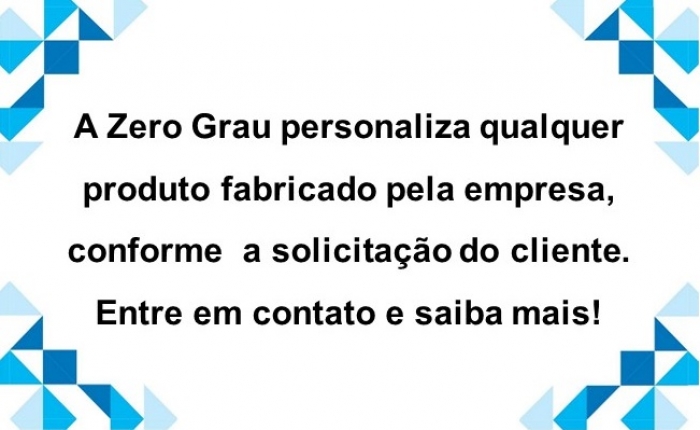 A Zero Grau personaliza qualquer
produto fabricado pela empresa,
conforme  a solicitação do cliente.
Entre em contato e saiba mais!